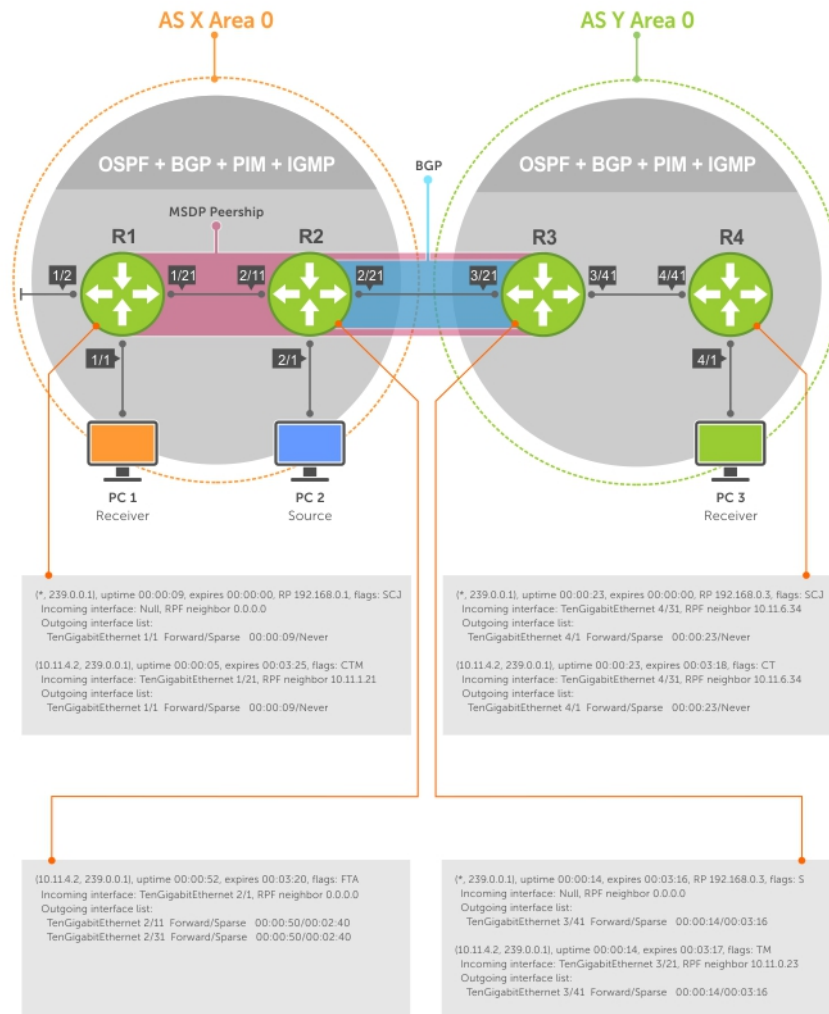 AS X Area 0
AS Y Area 0
OSPF + BGP + PIM + IGMP
BGP
OSPF + BGP + PIM + IGMP
MSDP Peership
R1
R2
R3
R4
1/2
1/21
2/11
2/21
3/21
3/41
4/41
1/1
2/1
4/1
PC 1
Receiver
PC 2
Source
PC 3
Receiver
(*, 239.0.0.1), uptime 00:00:09, expires 00:00:00, RP 192.168.0.1, flags: SCJ
Incoming interface: Null, RPF neighbor 0.0.0.0
Outgoing interface list:
TenGigabitEthernet 1/1 Forward/Sparse 00:00:09/Never
(10.11.4.2, 239.0.0.1), uptime 00:00:05, expires 00:03:25, flags: CTM
Incoming interface: TenGigabitEthernet 1/21, RPF neighbor 10.11.1.21
Outgoing interface list:
TenGigabitEthernet 1/1 Forward/Sparse 00:00:09/Never
(*, 239.0.0.1), uptime 00:00:23, expires 00:00:00, RP 192.168.0.3, flags: SCJ
Incoming interface: TenGigabitEthernet 4/31, RPF neighbor 10.11.6.34
Outgoing interface list:
TenGigabitEthernet 4/1 Forward/Sparse 00:00:23/Never
(10.11.4.2, 239.0.0.1), uptime 00:00:23, expires 00:03:18, flags: CT
Incoming interface: TenGigabitEthernet 4/31, RPF neighbor 10.11.6.34
Outgoing interface list:
TenGigabitEthernet 4/1 Forward/Sparse 00:00:23/Never
(10.11.4.2, 239.0.0.1), uptime 00:00:52, expires 00:03:20, flags: FTA
Incoming interface: TenGigabitEthernet 2/1, RPF neighbor 0.0.0.0
Outgoing interface list:
TenGigabitEthernet 2/11 Forward/Sparse 00:00:50/00:02:40
TenGigabitEthernet 2/31 Forward/Sparse 00:00:50/00:02:40
(*, 239.0.0.1), uptime 00:00:14, expires 00:03:16, RP 192.168.0.3, flags: S
Incoming interface: Null, RPF neighbor 0.0.0.0
Outgoing interface list:
TenGigabitEthernet 3/41 Forward/Sparse 00:00:14/00:03:16
(10.11.4.2, 239.0.0.1), uptime 00:00:14, expires 00:03:17, flags: TM
Incoming interface: TenGigabitEthernet 3/21, RPF neighbor 10.11.0.23
Outgoing interface list:
TenGigabitEthernet 3/41 Forward/Sparse 00:00:14/00:03:16